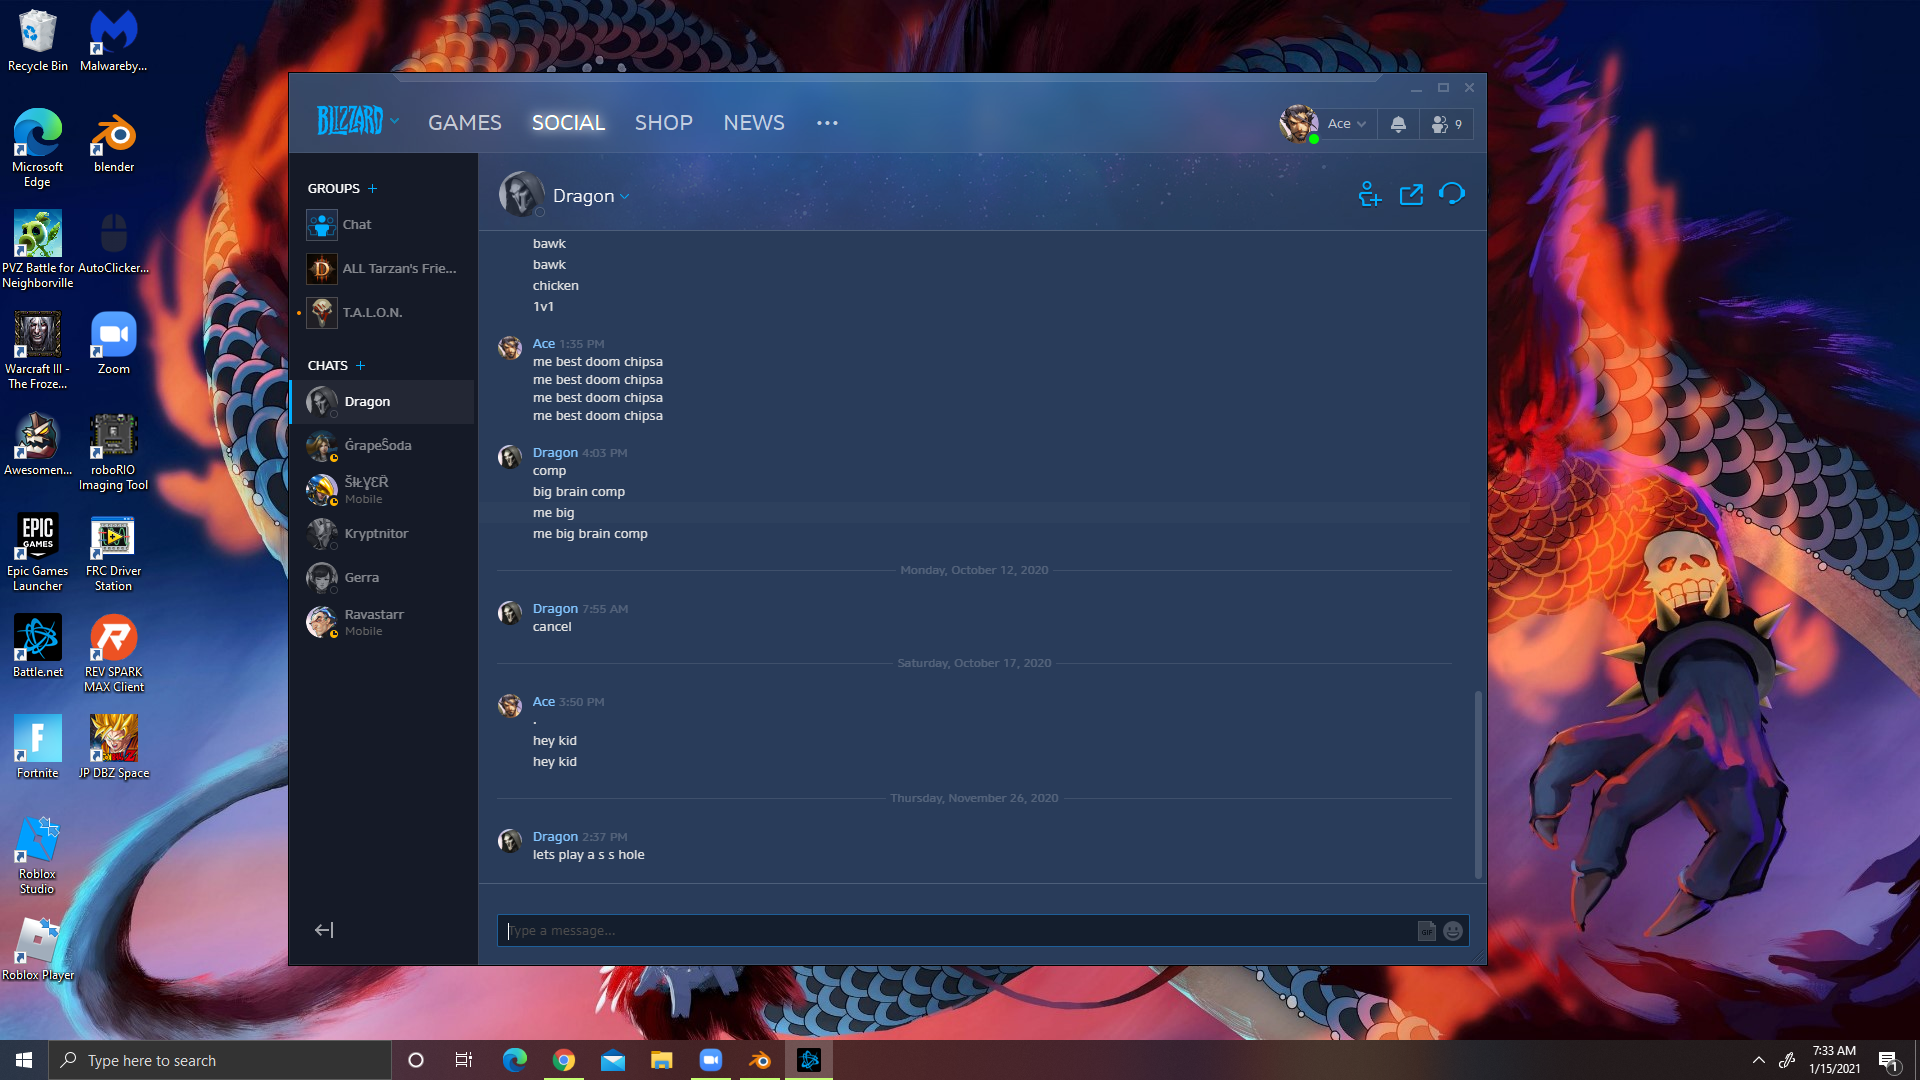 Recycle Bin
Malwareby...
Microsoft
Edge
blender
PVZ Battle for
Neighborville
AutoClicker...
Warcraft III -
The Froze...
Zoom
Awesomen...
roboRIO
Imaging Tool
EPIC
GAMES
Epic Games
Launcher
FRC Driver
Station
Battle.net
REV SPARK
MAX Client
Fortnite
JP DBZ Space
Roblox
Studio
Roblox Player
BLIZZARD
GAMES
SOCIAL
SHOP
NEWS
Ace
9
GROUPS +
Chat
ALL Tarzan's Frie...
T.A.L.O.N.
CHATS +
Dragon
ĠrapeŜoda
Kryptnitor
Gerra
Ravastarr
Mobile
Mobile
Dragon
bawk
bawk
chicken
1v1
Ace 1:35 PM
me best doom chipsa
me best doom chipsa
me best doom chipsa
me best doom chipsa
Dragon 4:03 PM
comp
big brain comp
me big
me big brain comp
Monday, October 12, 2020
Dragon 7:55 AM
cancel
Saturday, October 17, 2020
Ace 3:50 PM
.
hey kid
hey kid
Thursday, November 26, 2020
Dragon 2:37 PM
lets play a s s hole
Type a message...
GIF
Type here to search
7:33 AM
1/15/2021
1